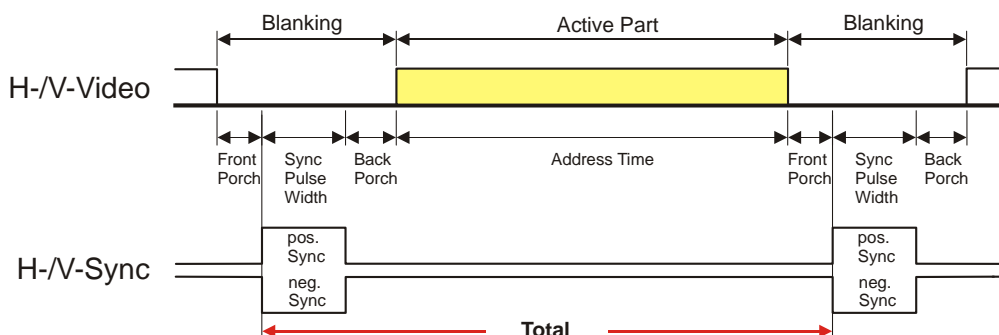 Blanking
Active Part
Blanking
H-/V-Video
Front
Porch
Sync
Pulse
Width
Back
Porch
Address Time
Front
Porch
Sync
Pulse
Width
Back
Porch
H-/V-Sync
pos.
Sync
neg.
Sync
pos.
Sync
neg.
Sync
Total